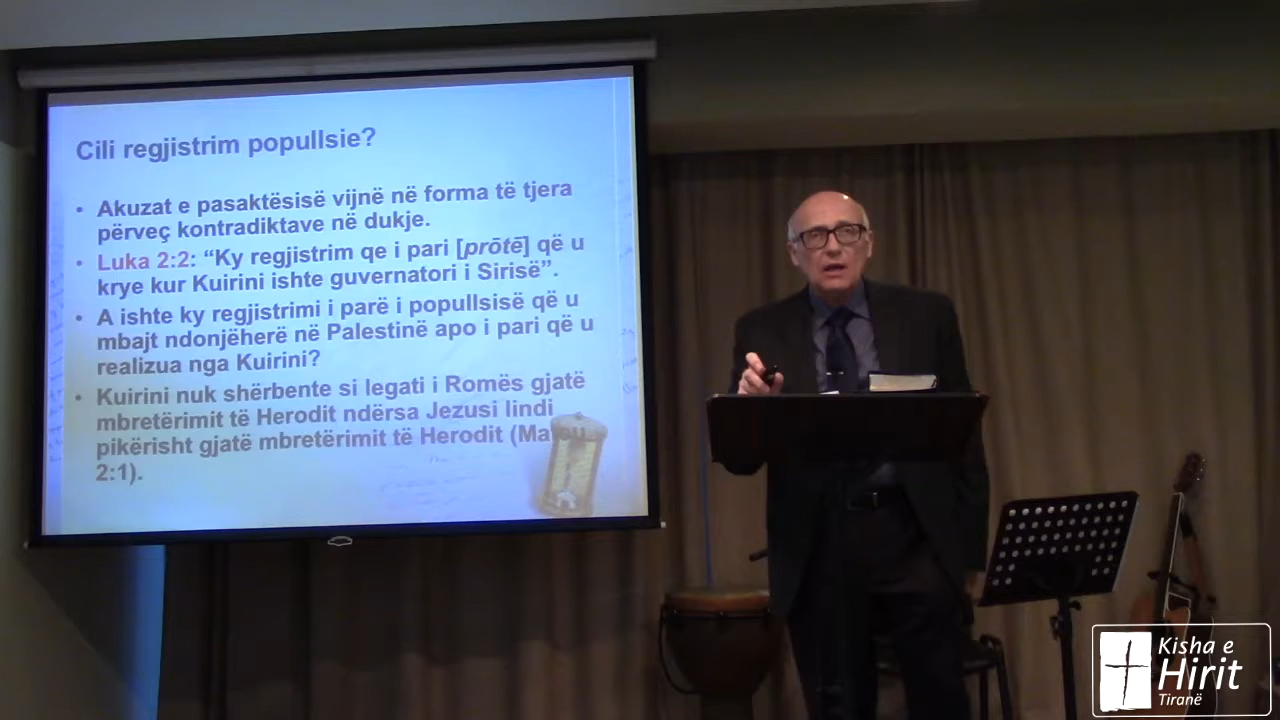 Cili regjistrim popullsie?
• Akuzat e pasaktësisë vijnë në forma të tjera
përveç kontradiktave në dukje.
• Luka 2:2: “Ky regjistrim qe i pari [prōtē] që u
krye kur Kuirini ishte guvernatori i Sirisë”.
• A ishte ky regjistrimi i parë i popullsisë që u
mbajt ndonjëherë në Palestinë apo i pari që u
realizua nga Kuirini?
• Kuirini nuk shërbente si legati i Romës gjatë
mbretërimit të Herodit ndërsa Jezusi lindi
pikërisht gjatë mbretërimit të Herodit (Mateu
2:1).
Kisha e
Hirit
Tiranë